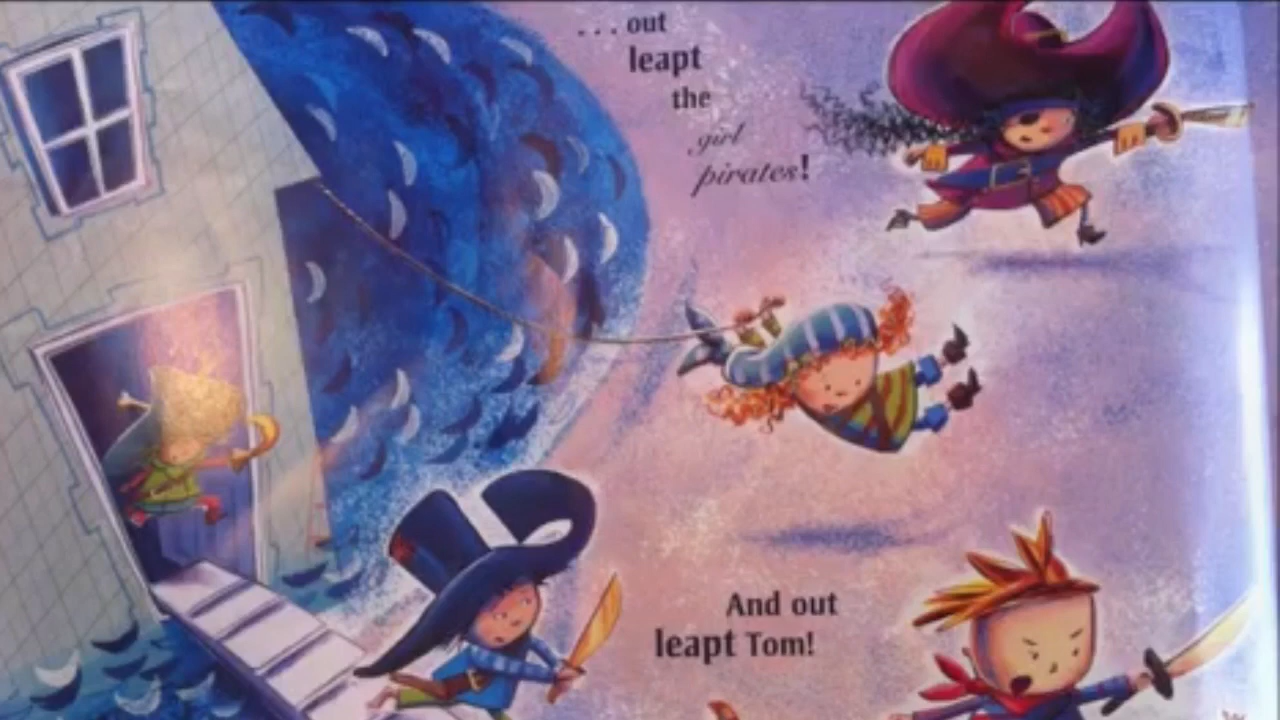 ...out
leapt
the
girl
pirates!
And out
leapt Tom!